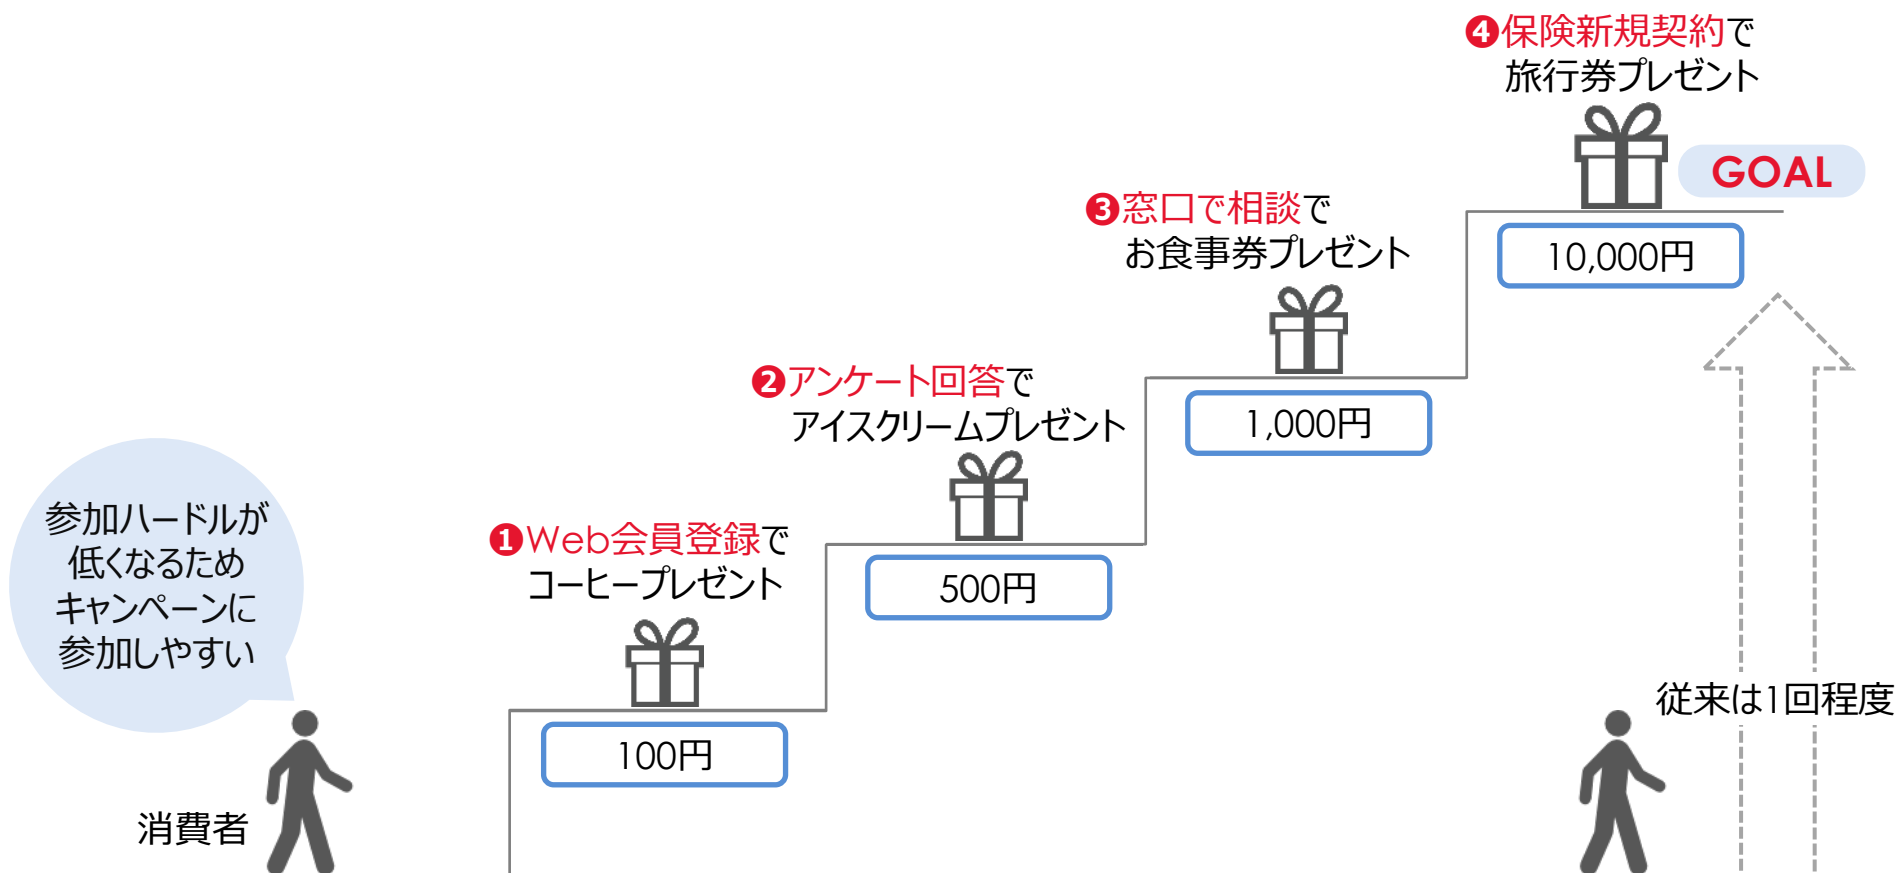 ❹保険新規契約で
旅行券プレゼント
GOAL
10,000円
❸窓口で相談で
お食事券プレゼント
1,000円
❷アンケート回答で
アイスクリームプレゼント
500円
❶Web会員登録で
コーヒープレゼント
100円
参加ハードルが
低くなるため
キャンペーンに
参加しやすい
消費者
従来は1回程度